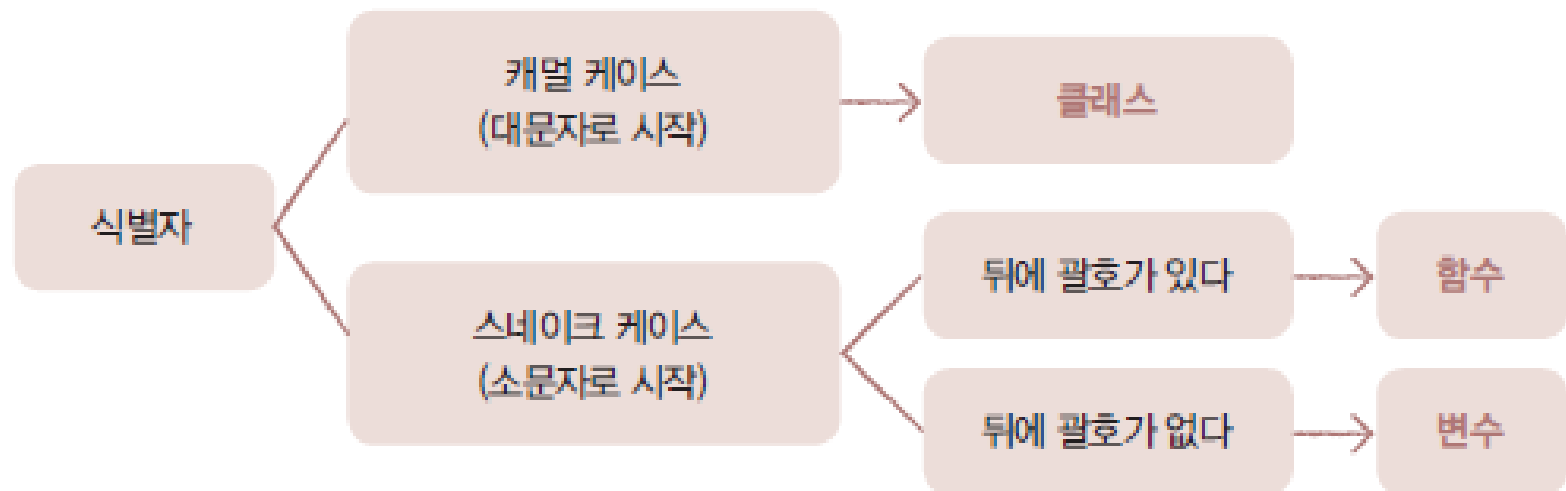 식별자
캐멀 케이스
(대문자로 시작)
클래스
스네이크 케이스
(소문자로 시작)
뒤에 괄호가 있다
함수
뒤에 괄호가 없다
변수